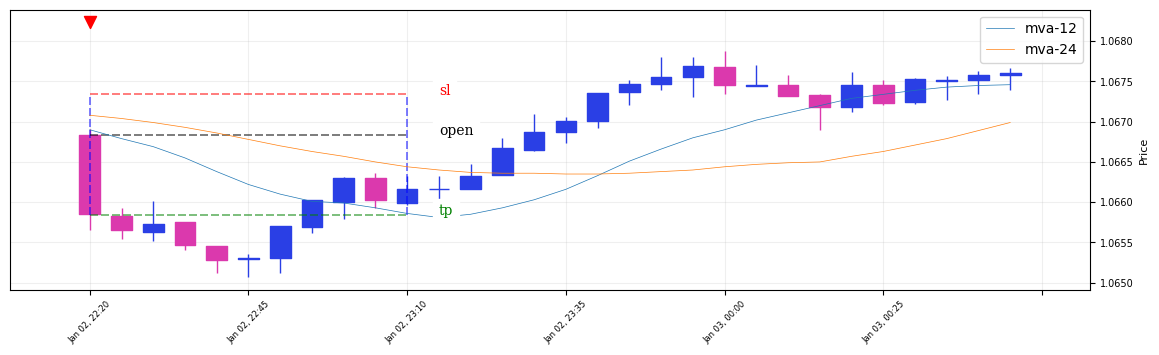 mva-12
mva-24
sl
open
tp
1.0680
1.0675
1.0670
1.0665
1.0660
1.0655
1.0650
Price
Jan 02, 22:20
Jan 02, 22:45
Jan 02, 23:10
Jan 02, 23:35
Jan 03, 00:00
Jan 03, 00:25